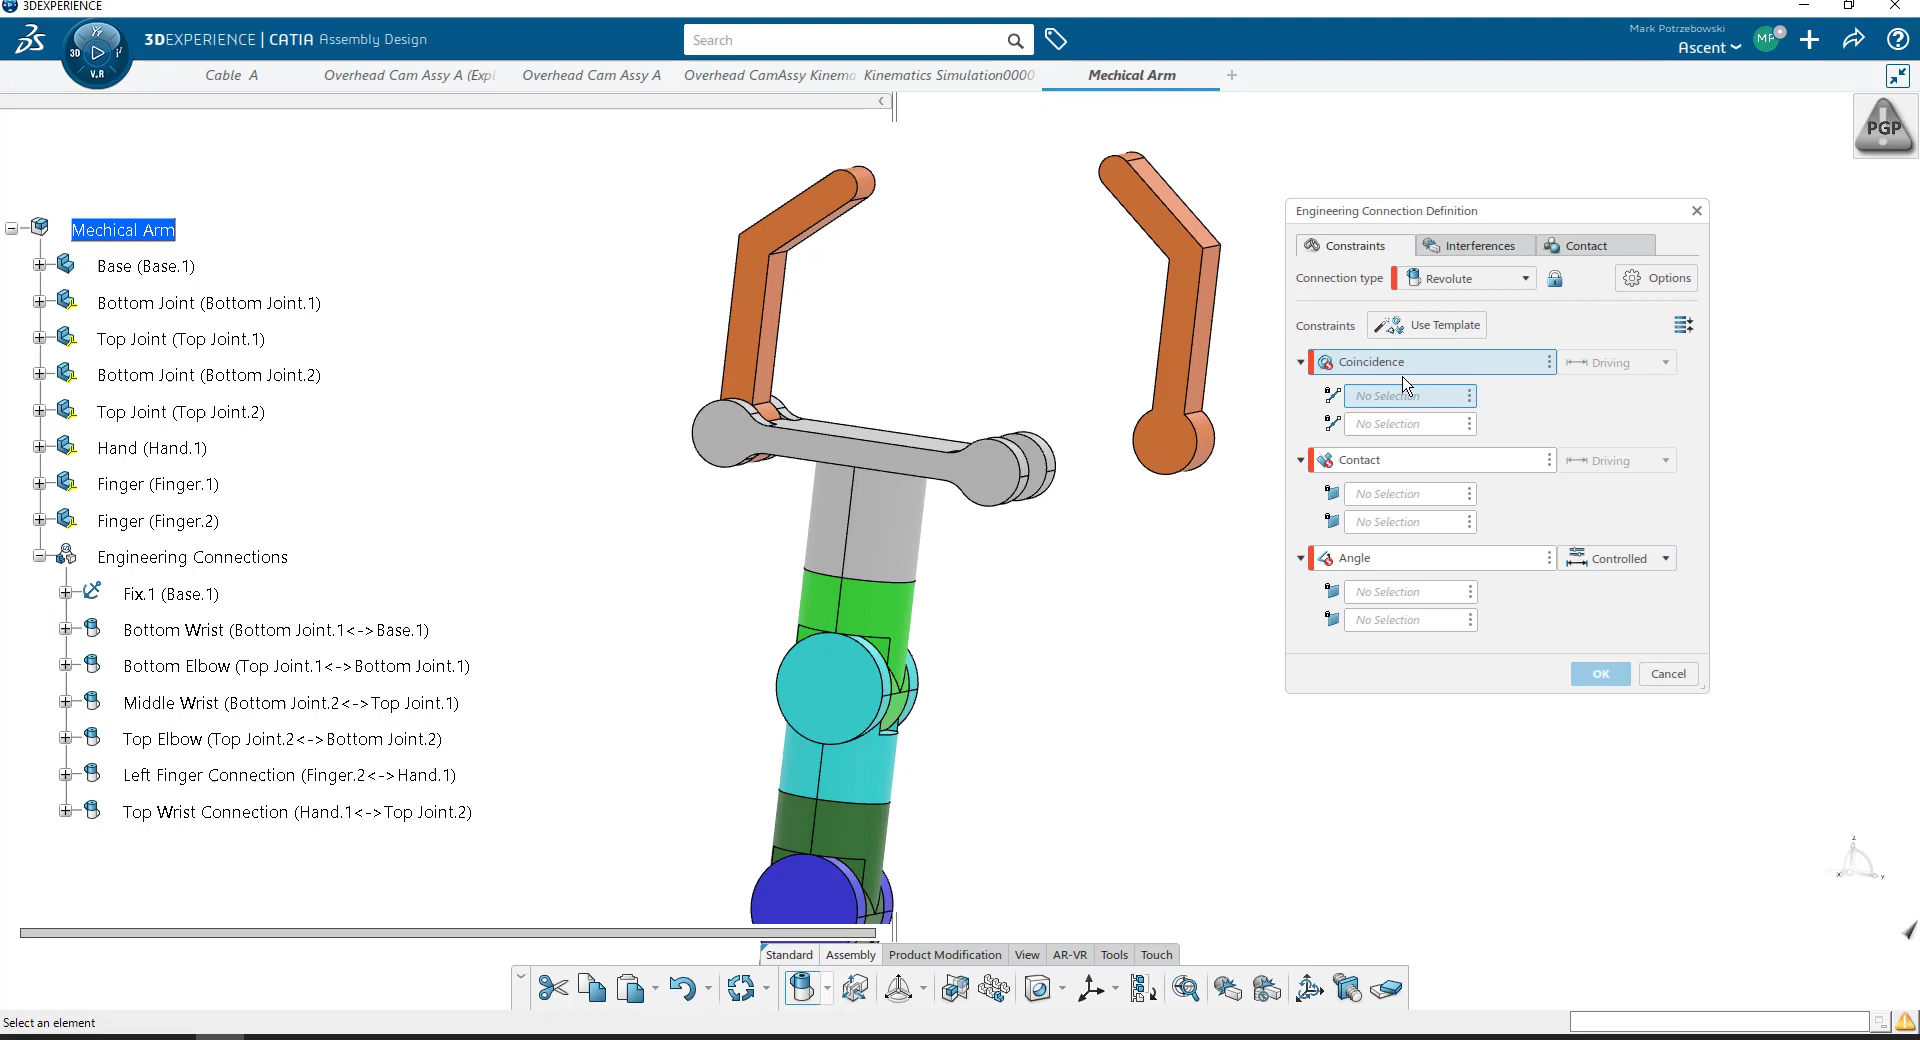 3DEXPERIENCE
3DEXPERIENCE | CATIA Assembly Design
3D
V.R
Search
Mark Potrzebowski
Ascent
MP
Cable A
Overhead Cam Assy A (Expl
Overhead Cam Assy A
Overhead CamAssy Kinema
Kinematics Simulation0000
Mechical Arm
PGP
Mechical Arm
Base (Base.1)
Bottom Joint (Bottom Joint.1)
Top Joint (Top Joint.1)
Bottom Joint (Bottom Joint.2)
Top Joint (Top Joint.2)
Hand (Hand.1)
Finger (Finger.1)
Finger (Finger.2)
Engineering Connections
Fix.1 (Base.1)
Bottom Wrist (Bottom Joint.1<->Base.1)
Bottom Elbow (Top Joint.1<->Bottom Joint.1)
Middle Wrist (Bottom Joint.2<->Top Joint.1)
Top Elbow (Top Joint.2<->Bottom Joint.2)
Left Finger Connection (Finger.2<->Hand.1)
Top Wrist Connection (Hand.1<->Top Joint.2)
Engineering Connection Definition
Constraints
Interferences
Contact
Connection type
Revolute
Options
Constraints
Use Template
Coincidence
Driving
No Selection
No Selection
Contact
Driving
No Selection
No Selection
Angle
Controlled
No Selection
No Selection
OK
Cancel
Standard
Assembly
Product Modification
View
AR-VR
Tools
Touch
Select an element